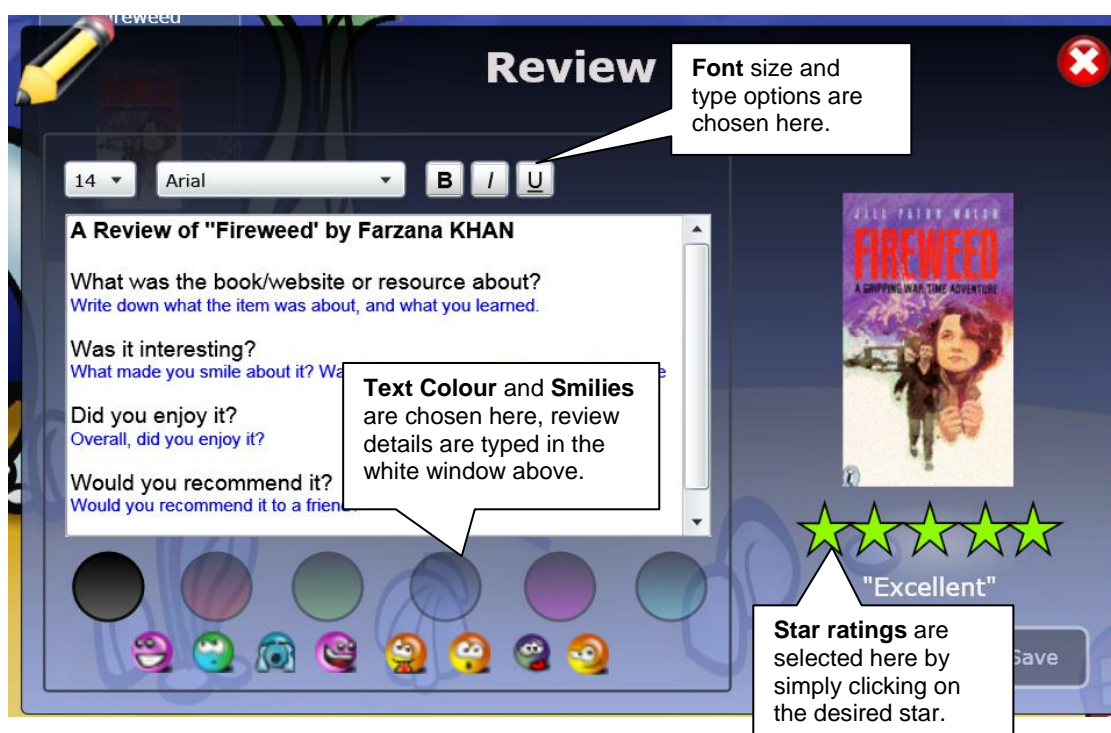 Fireweed
Review
Font size and
type options are
chosen here.
14
Arial
B
I
U
A Review of "Fireweed' by Farzana KHAN
What was the book/website or resource about?
Write down what the item was about, and what you learned.
Was it interesting?
What made you smile about it?
Did you enjoy it?
Overall, did you enjoy it?
Would you recommend it?
Would you recommend it to a friend?
Text Colour and Smilies
are chosen here, review
details are typed in the
white window above.
JILL PATON WALSH
FIREWEED
A GRIPPING WAR TIME ADVENTURE
"Excellent"
Star ratings are
selected here by
simply clicking on
the desired star.
Save